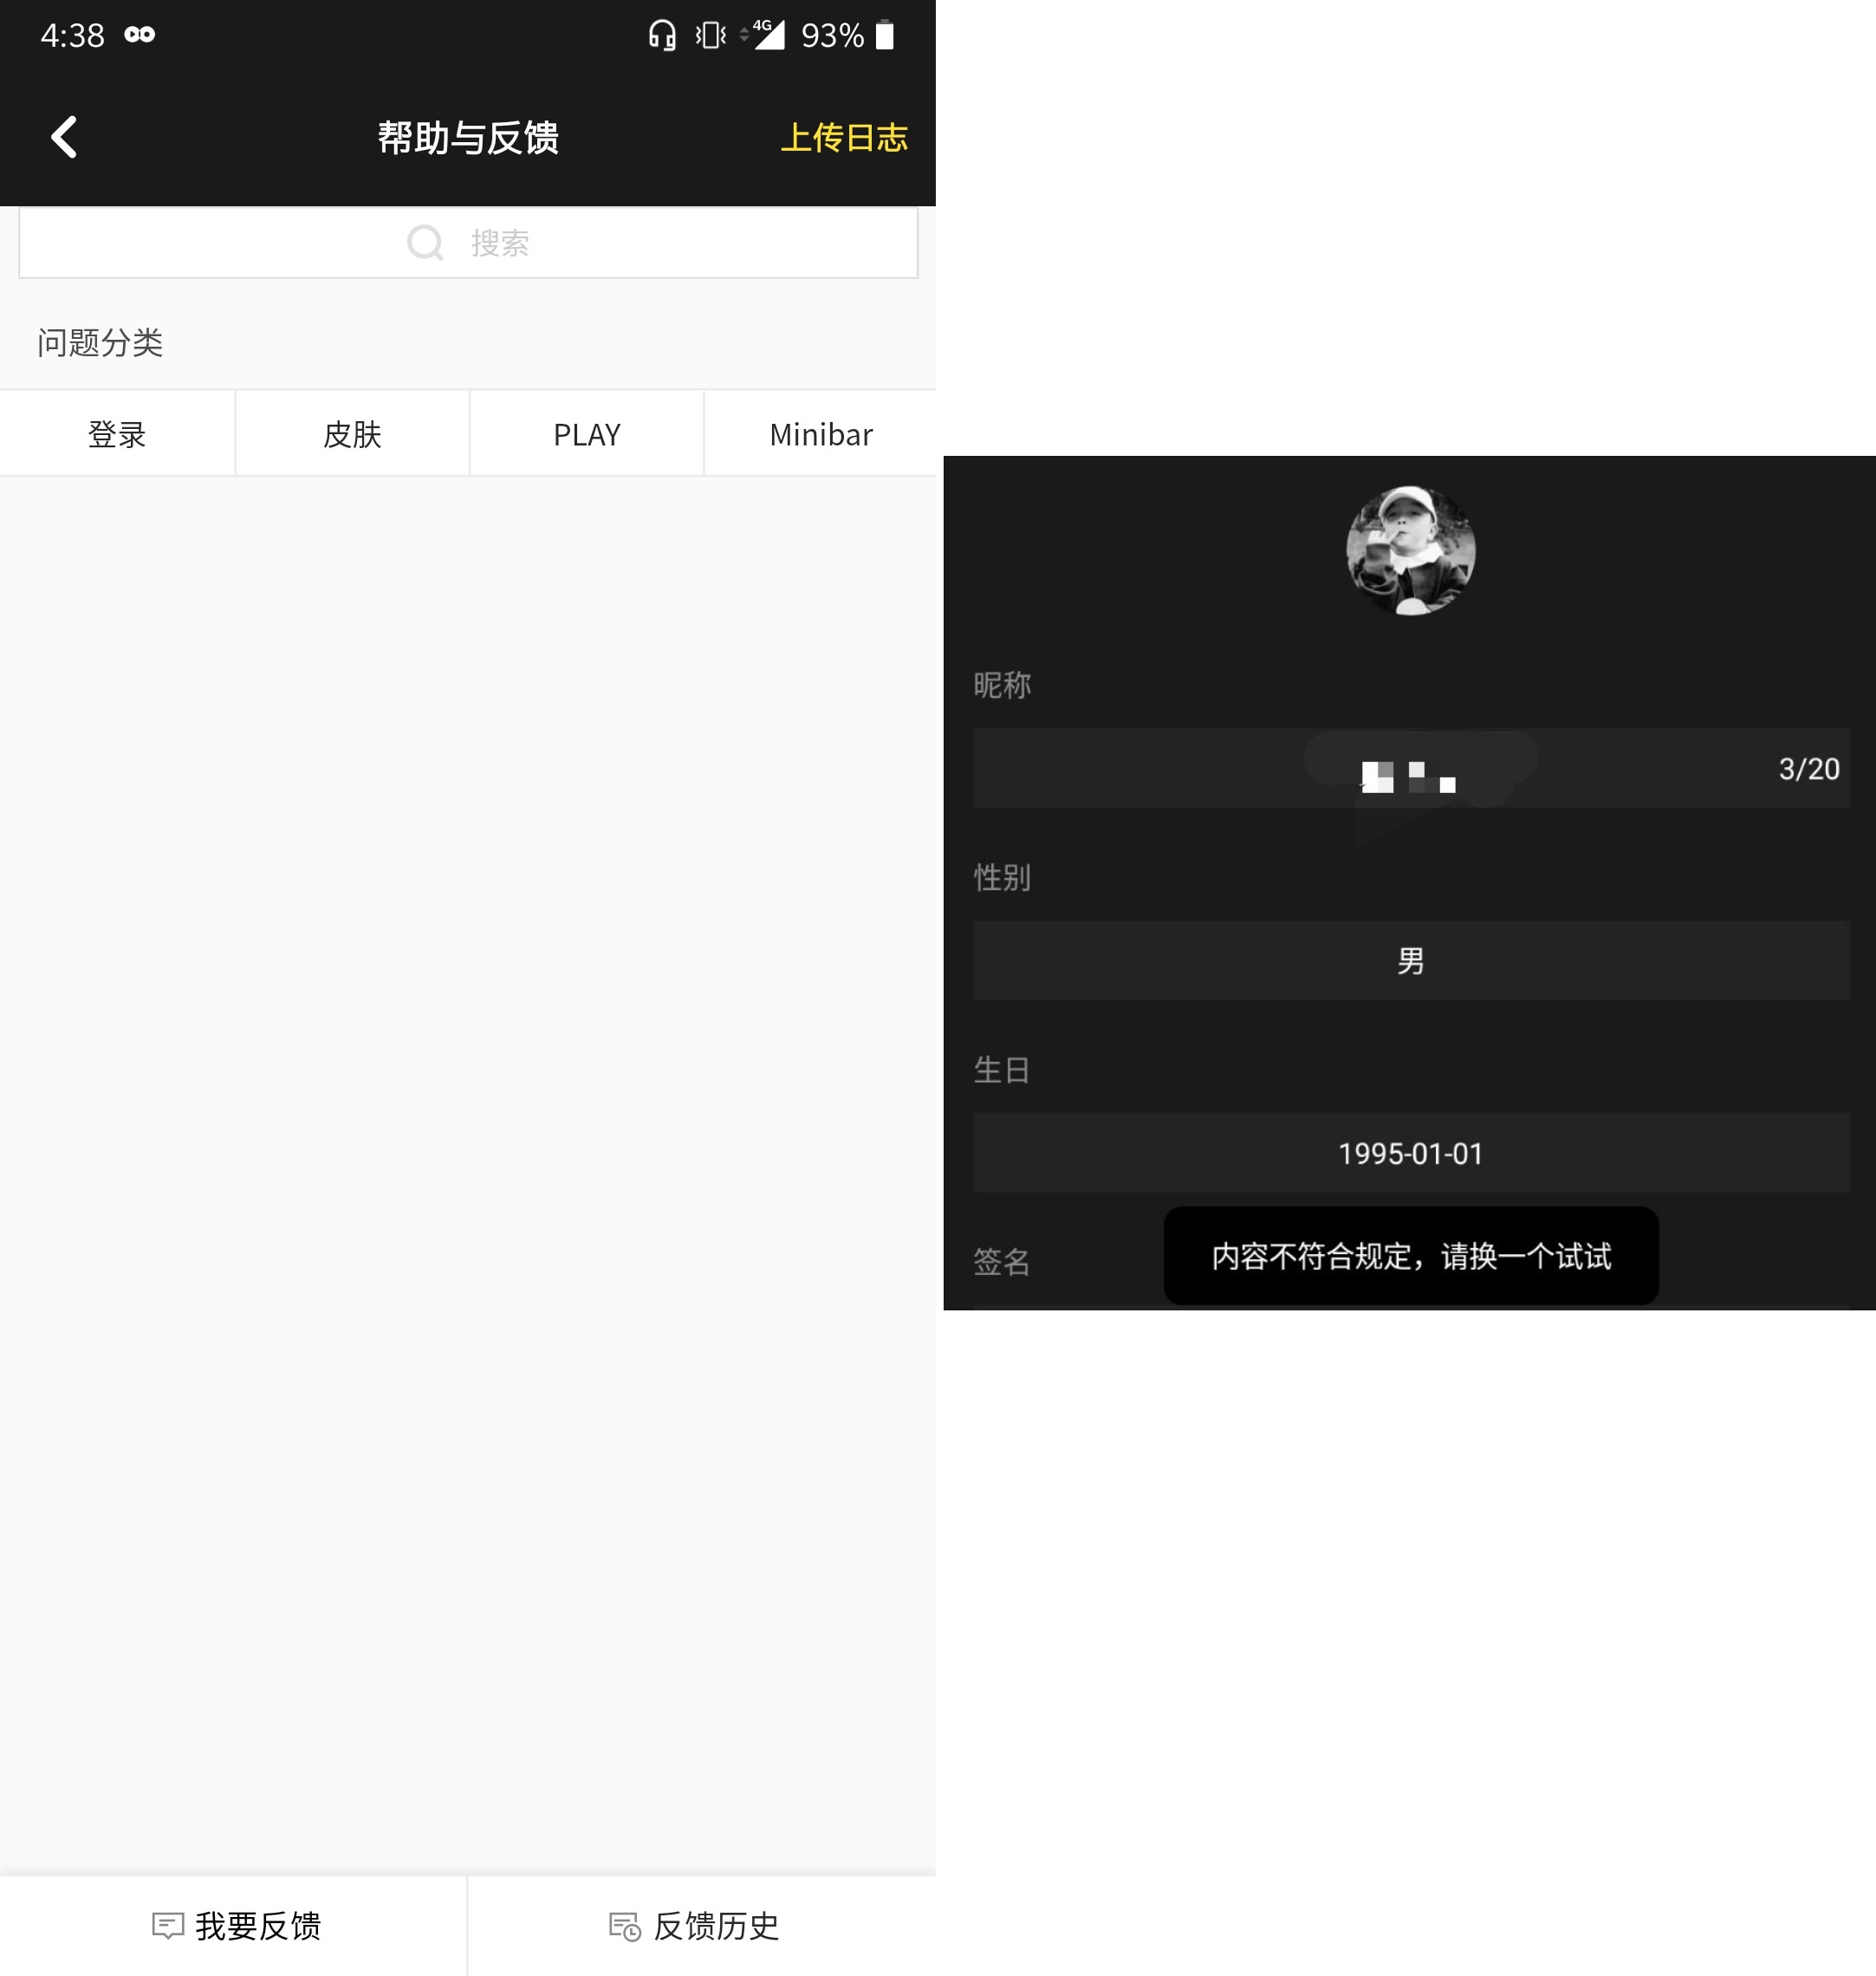 4:38
4G 93%
帮助与反馈
上传日志
搜索
问题分类
登录
皮肤
PLAY
Minibar
我要反馈
反馈历史
昵称
3/20
性别
男
生日
1995-01-01
签名
内容不符合规定，请换一个试试